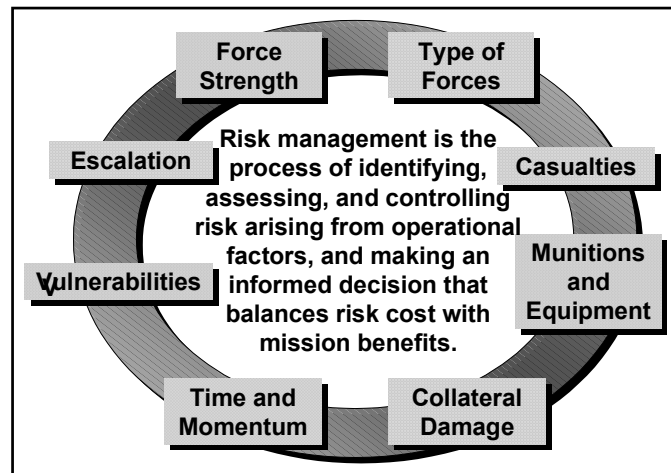 Force
Strength
Type of
Forces
Escalation
Casualties
Vulnerabilities
Munitions
and
Equipment
Time and
Momentum
Collateral
Damage
Risk management is the
process of identifying,
assessing, and controlling
risk arising from operational
factors, and making an
informed decision that
balances risk cost with
mission benefits.